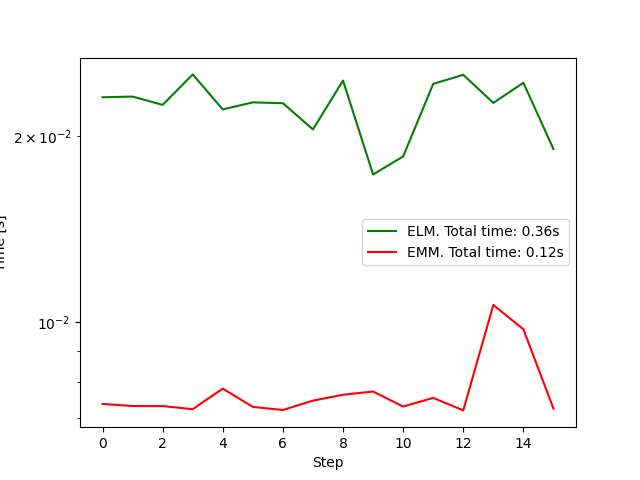 2 × 10⁻²
10⁻²
Time [s]
ELM. Total time: 0.36s
EMM. Total time: 0.12s
0 2 4 6 8 10 12 14
Step